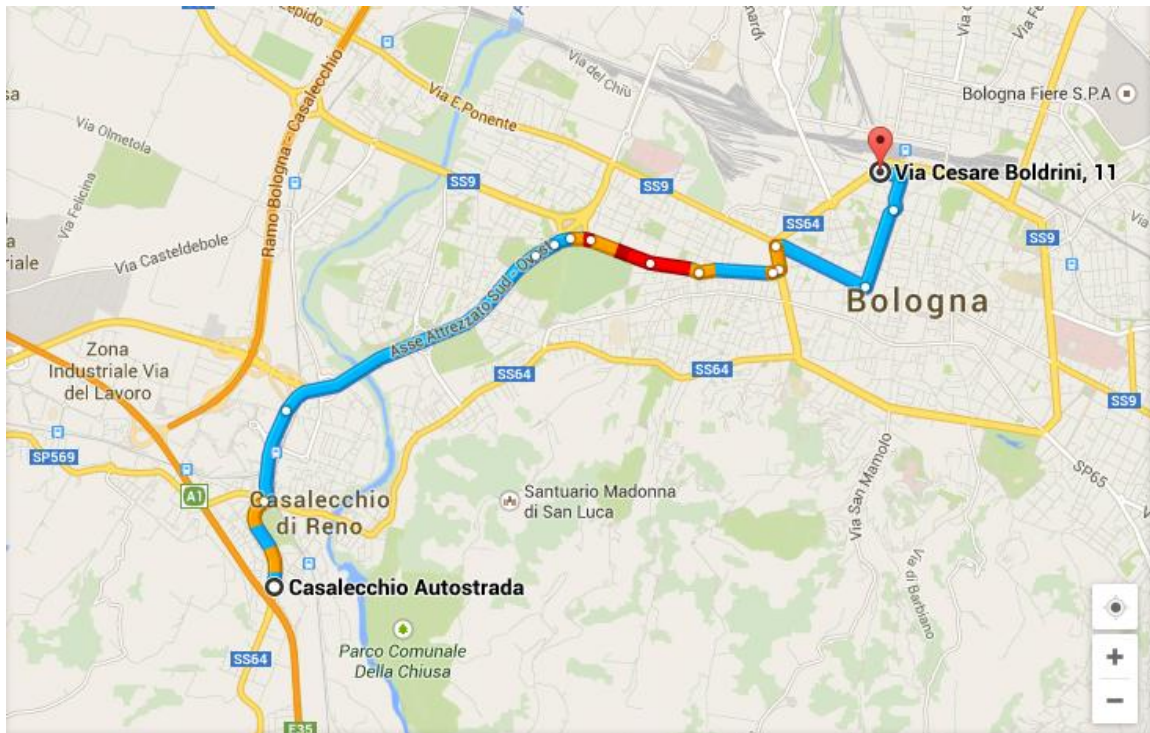 Lepido
Via del Chiù
Via E.Ponente
Bologna Fiere S.P.A
sa
Via Olmetola
Ramo Bologna - Casalecchio
Via Cesare Boldrini, 11
SS9
SS9
Via Felicina
SS64
SS9
Via Casteldebole
Asse Attrezzato Sud - Ovest
Bologna
Zona
Industriale Via
del Lavoro
SS64
SS64
SS9
SP569
A1
Casalecchio
di Reno
Santuario Madonna
di San Luca
Via San Mamolo
SP65
Via di Barbiano
Casalecchio Autostrada
Parco Comunale
Della Chiusa
SS64
E35
+
−